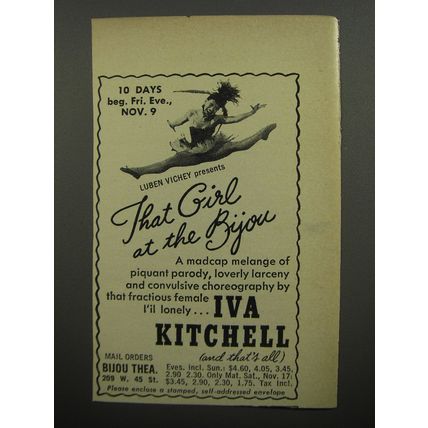 10 DAYS
beg. Fri. Eve.,
NOV. 9
LUBEN VICHEY presents
That Girl
at the Bijou
A madcap melange of
piquant parody, loverly larceny
and convulsive choreography by
that fractious female
l'il lonely... IVA
KITCHELL
(and that's all)
MAIL ORDERS
BIJOU THEA.
209 W. 45 St.
Eves. Incl. Sun.: $4.60, 4.05, 3.45,
2.90 2.30. Only Mat. Sat., Nov. 17:
$3.45, 2.90, 2.30, 1.75. Tax Incl.
Please enclose a stamped, self-addressed envelope